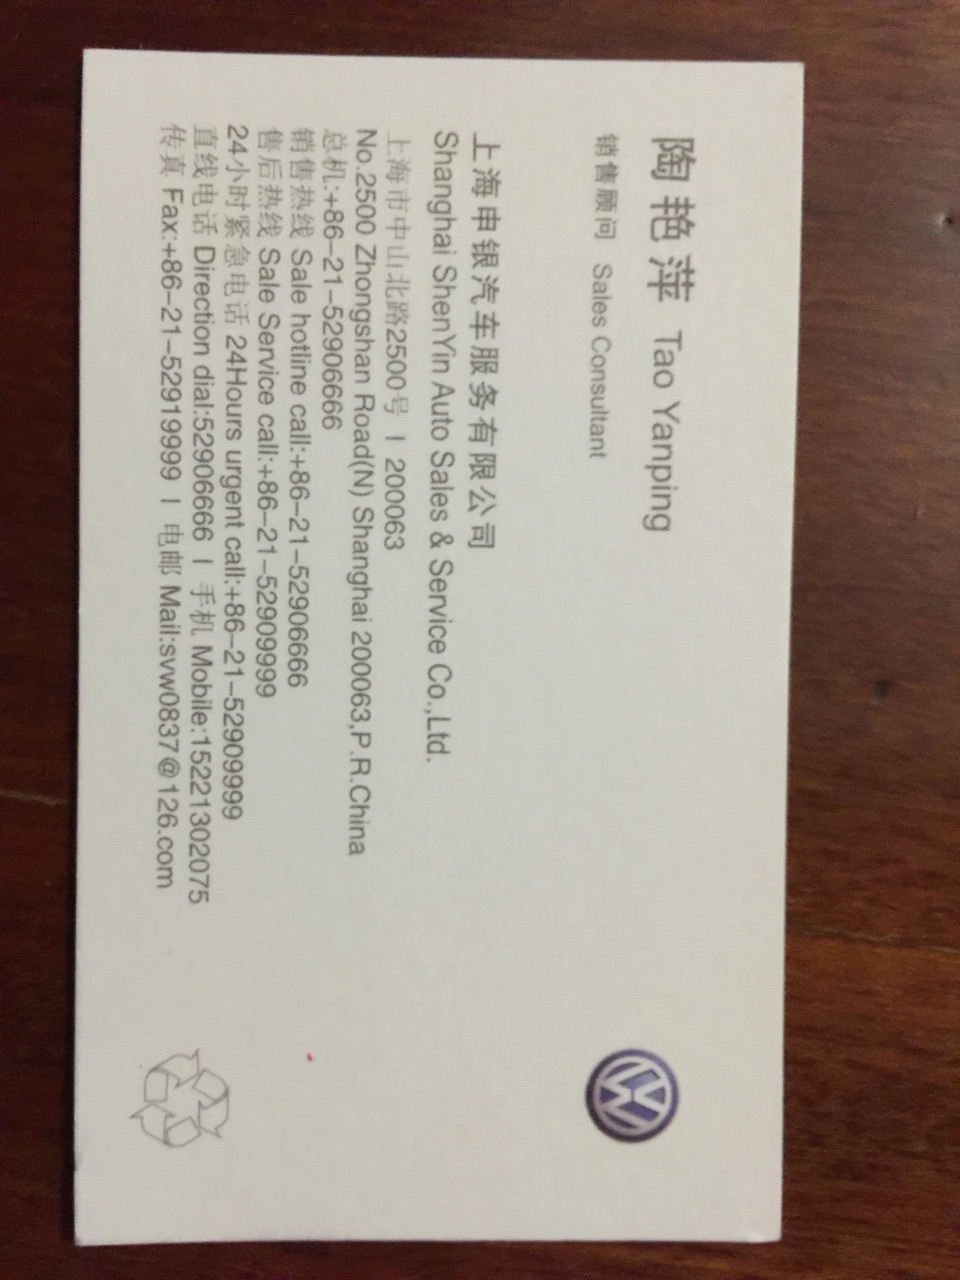 陶艳萍 Tao Yanping
销售顾问 Sales Consultant
上海申银汽车服务有限公司
Shanghai ShenYin Auto Sales & Service Co.,Ltd.
上海市中山北路2500号 | 200063
No.2500 Zhongshan Road(N) Shanghai 200063,P.R.China
总机:+86-21-52906666
销售热线 Sale hotline call:+86-21-52906666
售后热线 Sale Service call:+86-21-52909999
24小时紧急电话 24Hours urgent call:+86-21-52909999
直线电话 Direction dial:52906666 | 手机 Mobile:15221302075
传真 Fax:+86-21-52919999 | 电邮 Mail:svw0837@126.com